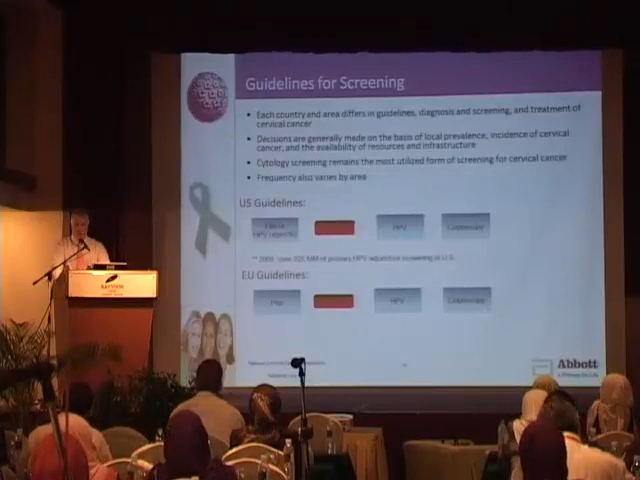 Guidelines for Screening
• Each country and area differs in guidelines, diagnosis and screening, and treatment of
cervical cancer
• Decisions are generally made on the basis of local prevalence, incidence of cervical
cancer, and the availability of resources and infrastructure
• Cytology screening remains the most utilized form of screening for cervical cancer
• Frequency also varies by area
US Guidelines:
HPV Colposcopy
EU Guidelines:
Pap HPV Colposcopy
Abbott
A Promise for Life